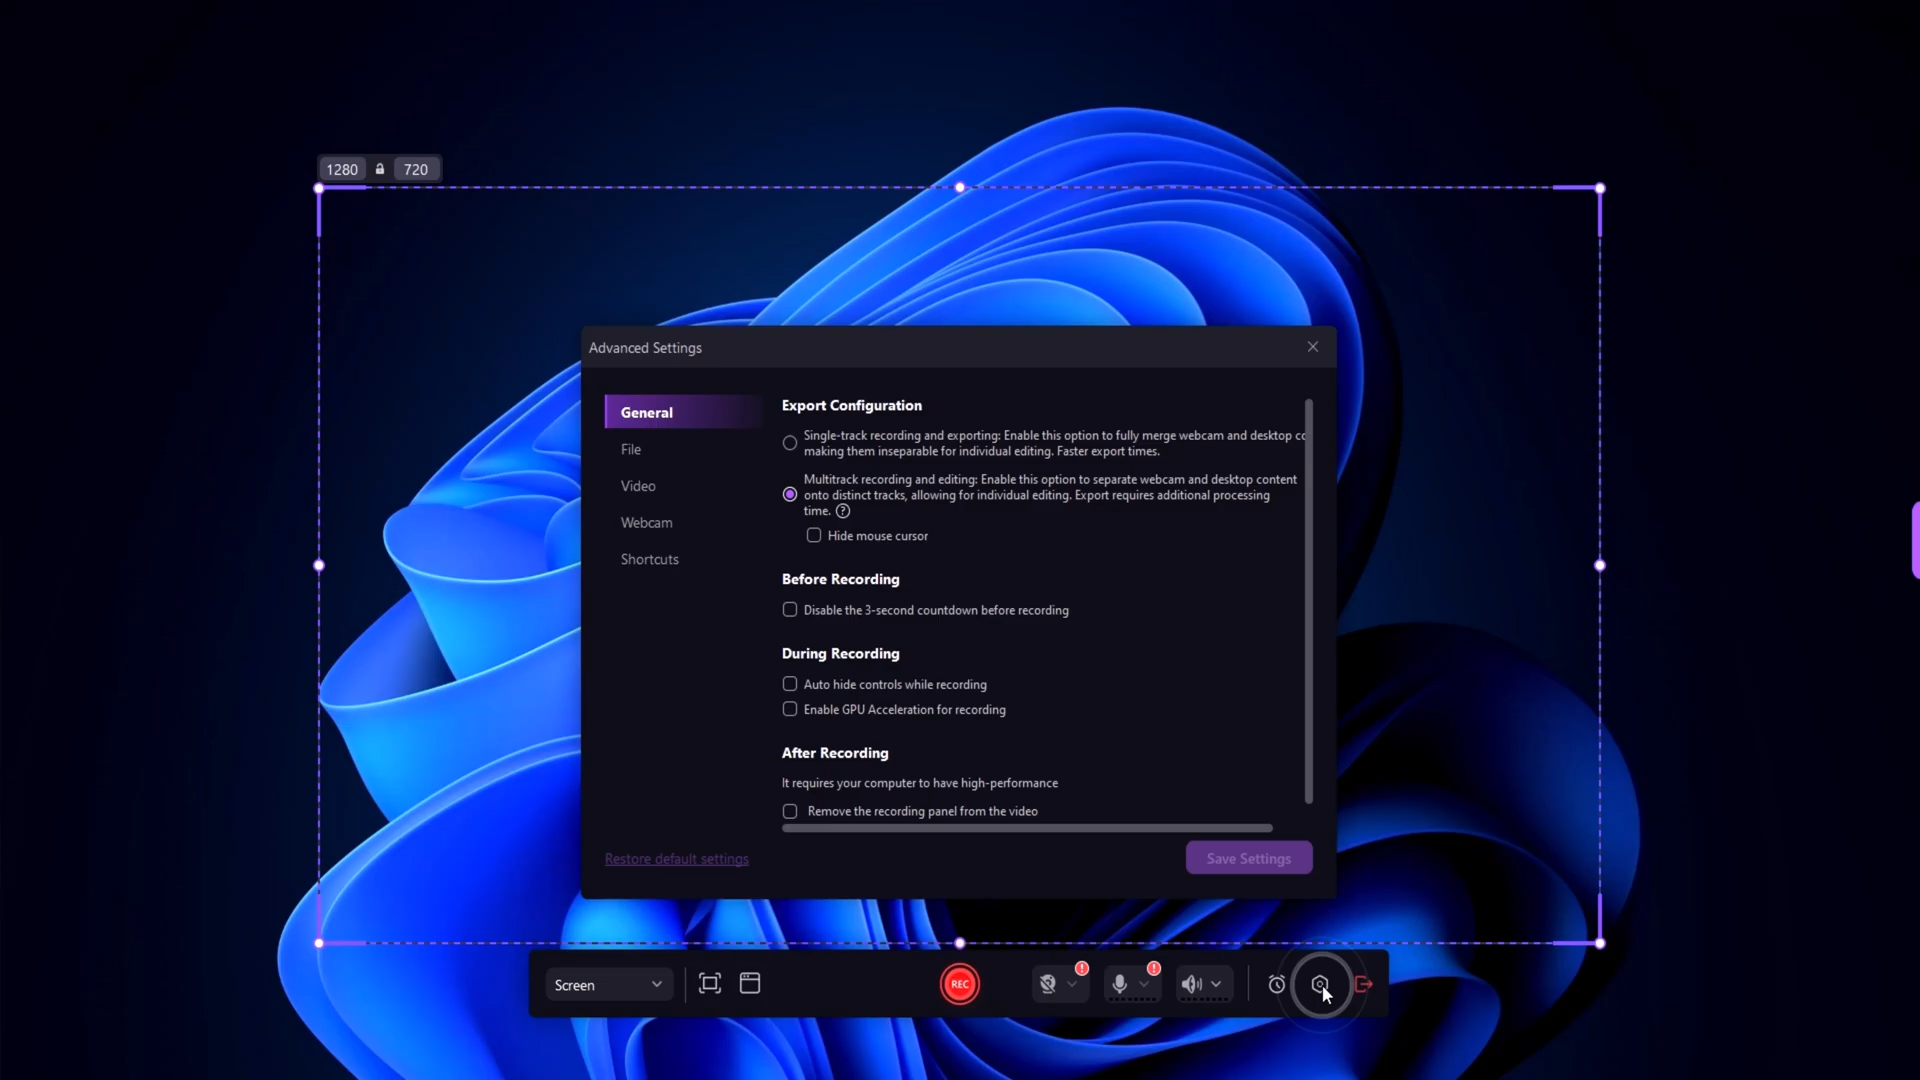 1280 720
Advanced Settings
General
File
Video
Webcam
Shortcuts
Export Configuration
Single-track recording and exporting: Enable this option to fully merge webcam and desktop co
making them inseparable for individual editing. Faster export times.
Multitrack recording and editing: Enable this option to separate webcam and desktop content
onto distinct tracks, allowing for individual editing. Export requires additional processing
time. ?
Hide mouse cursor
Before Recording
Disable the 3-second countdown before recording
During Recording
Auto hide controls while recording
Enable GPU Acceleration for recording
After Recording
It requires your computer to have high-performance
Remove the recording panel from the video
Restore default settings
Save Settings
Screen
REC